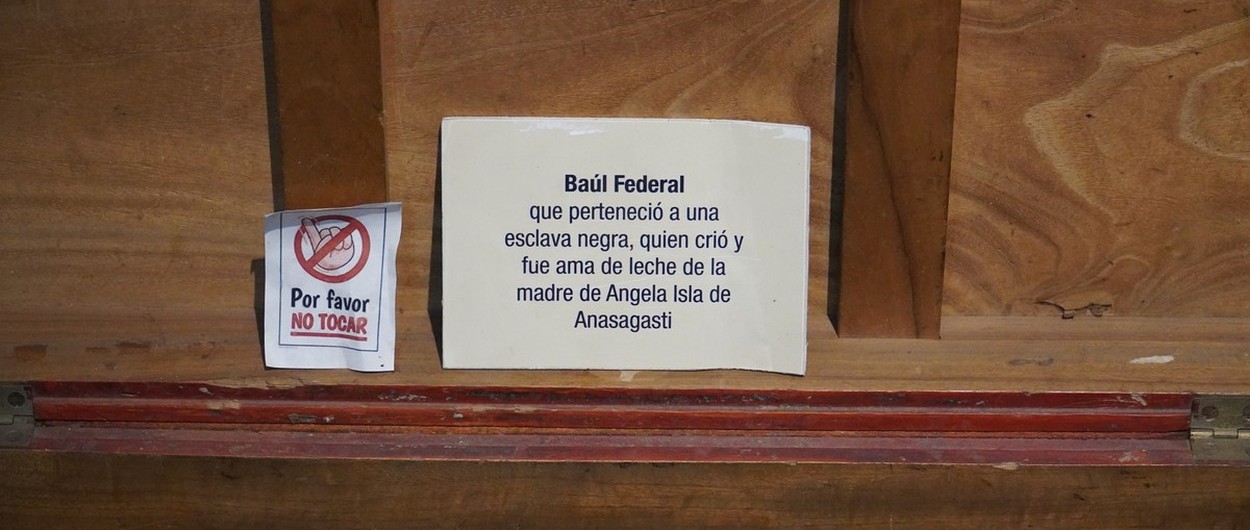 Por favor
NO TOCAR
Baúl Federal
que perteneció a una
esclava negra, quien crió y
fue ama de leche de la
madre de Angela Isla de
Anasagasti